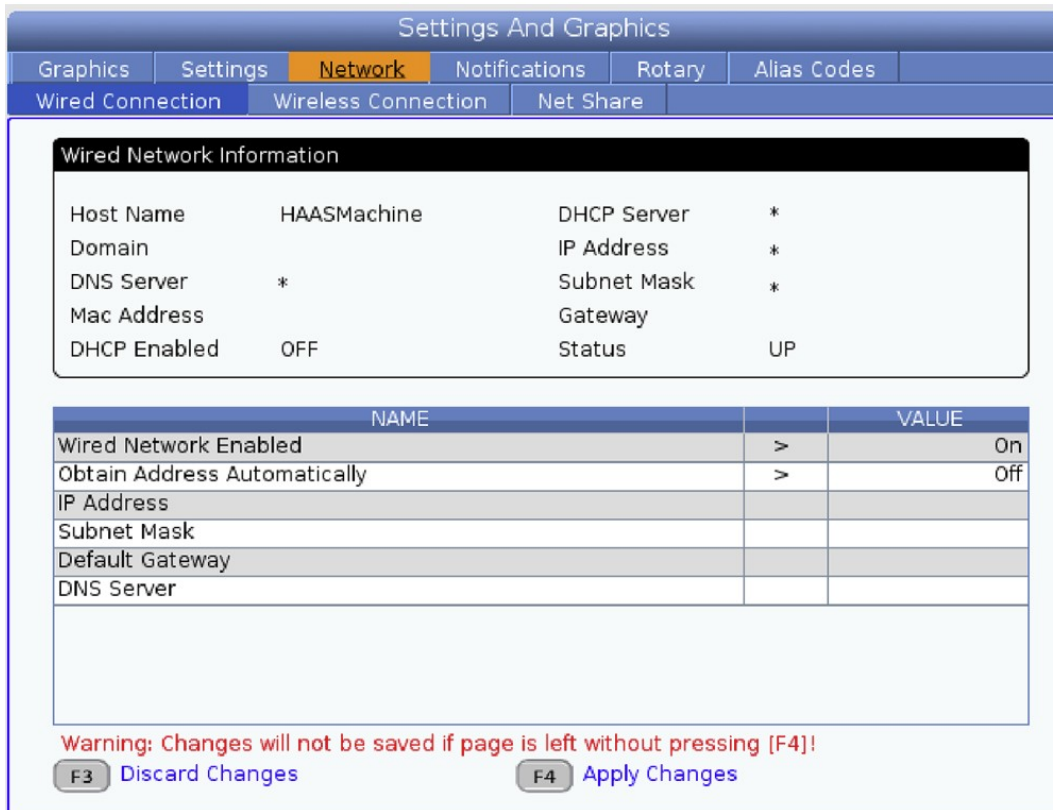 Settings And Graphics
Graphics Settings Network Notifications Rotary Alias Codes
Wired Connection Wireless Connection Net Share
Wired Network Information
Host Name HAASMachine DHCP Server *
Domain IP Address *
DNS Server * Subnet Mask *
Mac Address Gateway
DHCP Enabled OFF Status UP
NAME VALUE
Wired Network Enabled > On
Obtain Address Automatically > Off
IP Address
Subnet Mask
Default Gateway
DNS Server
Warning: Changes will not be saved if page is left without pressing [F4]!
F3 Discard Changes F4 Apply Changes